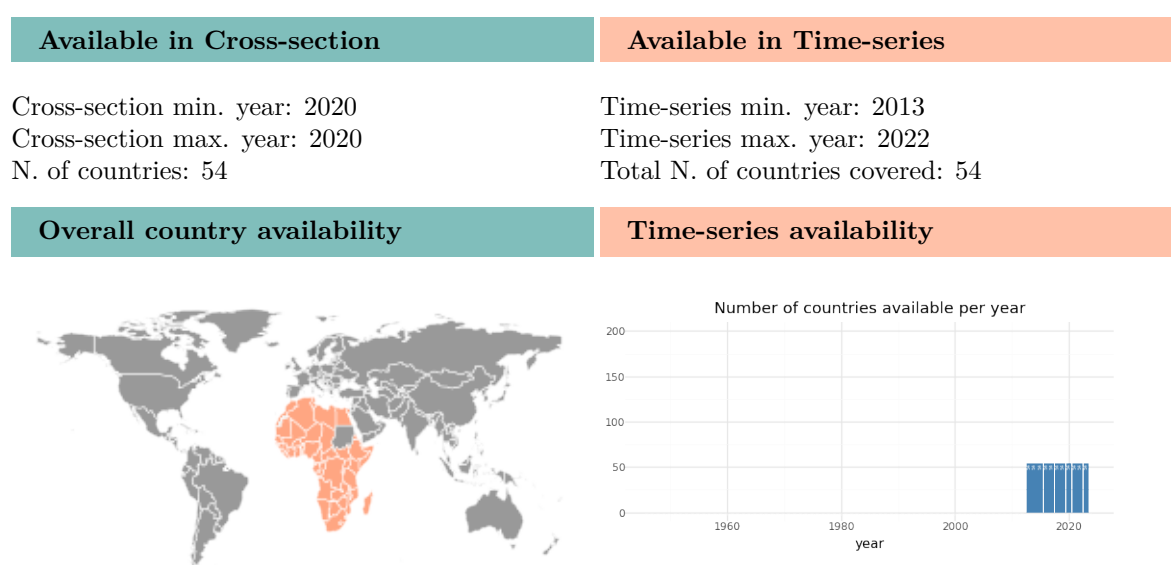 Available in Cross-section
Available in Time-series
Cross-section min. year: 2020
Cross-section max. year: 2020
N. of countries: 54
Time-series min. year: 2013
Time-series max. year: 2022
Total N. of countries covered: 54
Overall country availability
Time-series availability
Number of countries available per year
200
150
100
50
0
1960
1980
2000
2020
year